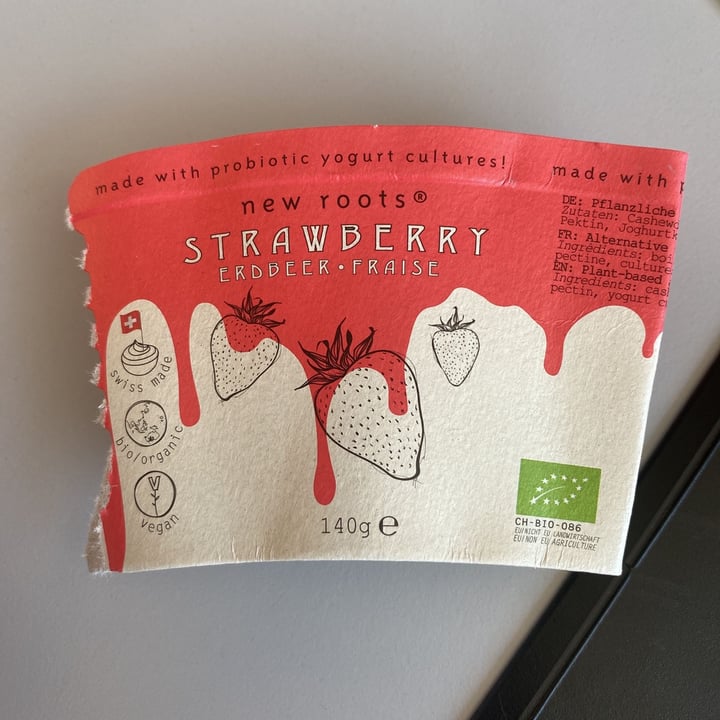 made with probiotic yogurt cultures!
made with
new roots®
STRAWBERRY
ERDBEER • FRAISE
DE: Pflanzliche
Zutaten:
Pektin,
FR: Alternative
Ingrédients:
pectine, culture
EN: Plant-based
Ingredients:
pectin, yogurt
swiss made
bio/organic
vegan
140g ℮
CH-BIO-086
EU/NICHT EU LANDWIRTSCHAFT
EU/NON EU AGRICULTURE